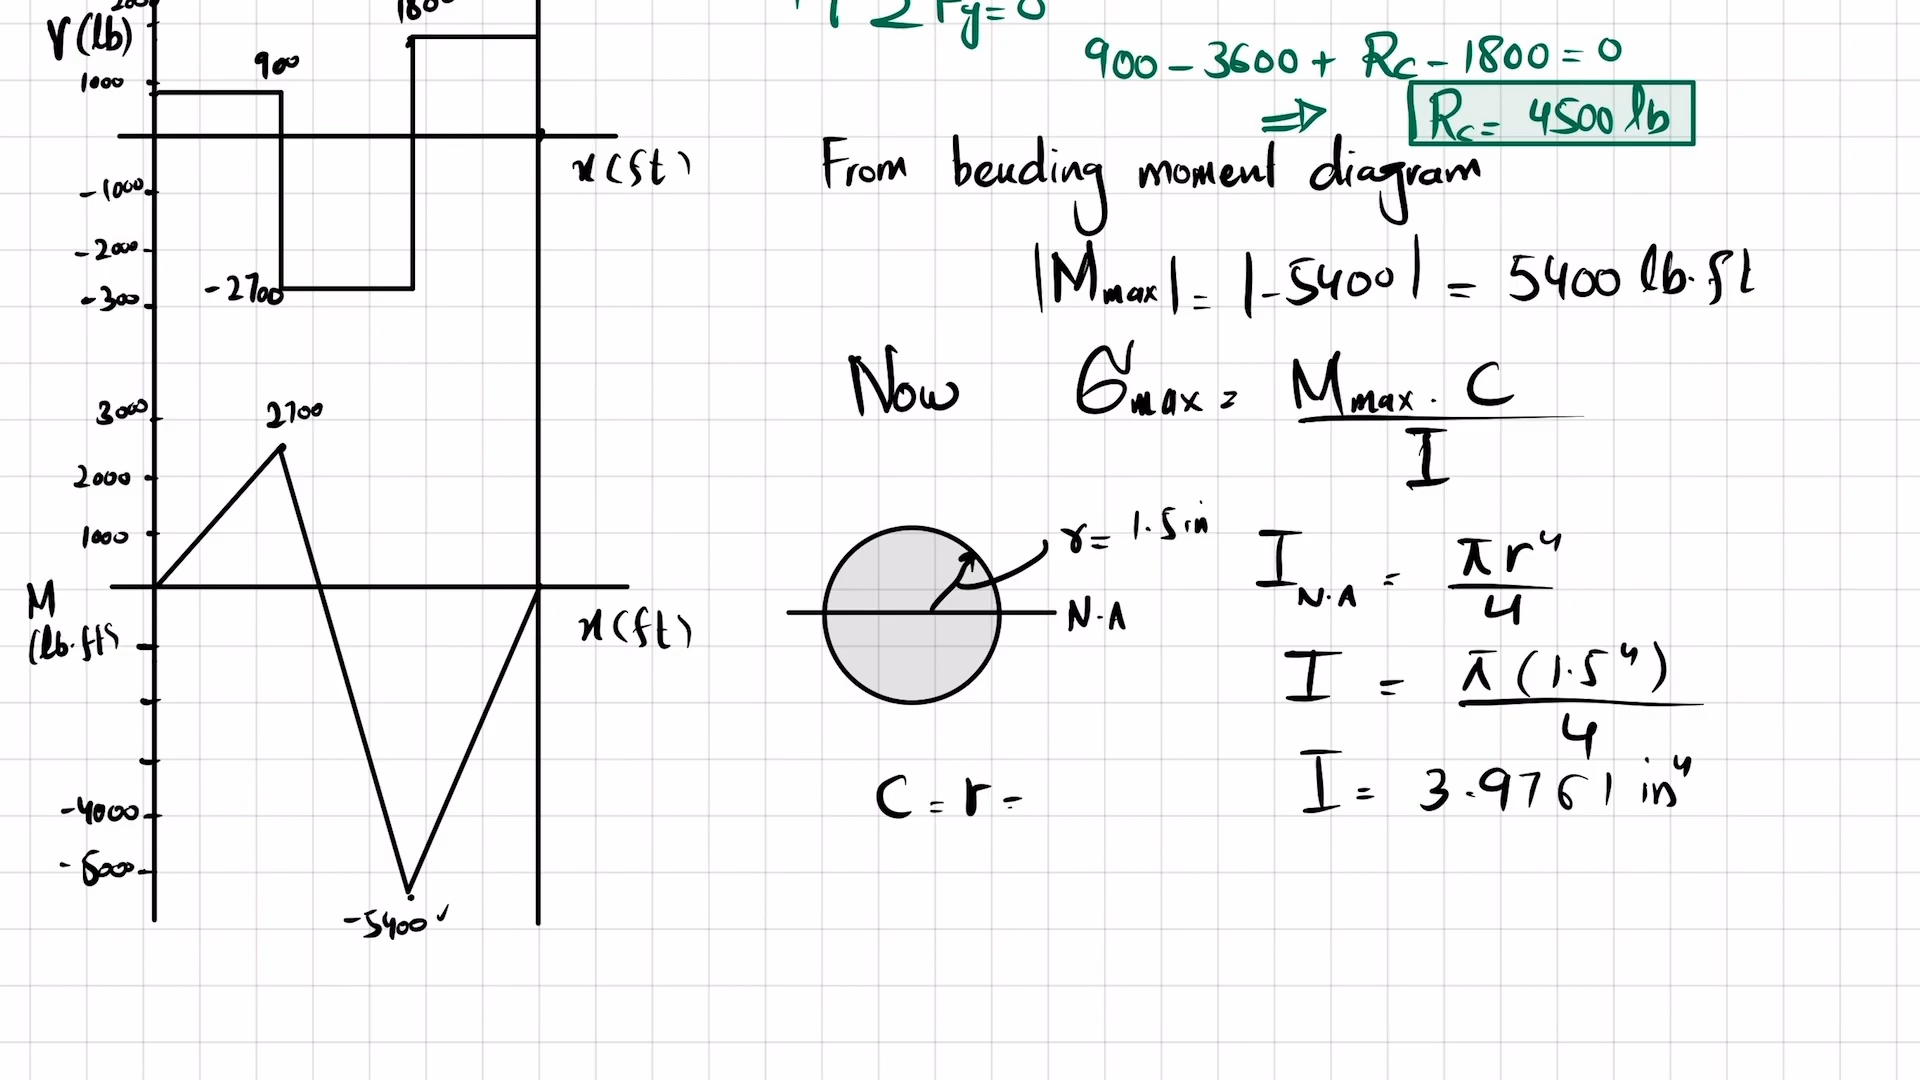 V(lb)
1000
-1000
-2000
-300
900
-2700
x(ft)
3000
2000
1000
-4000
-5000
2700
-5400 ✓
M
(lb.ft)
x(ft)
900 - 3600 + Rc - 1800 = 0
⇒ Rc = 4500 lb
From bending moment diagram
|Mmax| = |-5400| = 5400 lb.ft
Now σmax = Mmax . C / I
r = 1.5 in
N.A
I N.A = πr⁴ / 4
I = π(1.5⁴) / 4
C = r =
I = 3.9761 in⁴